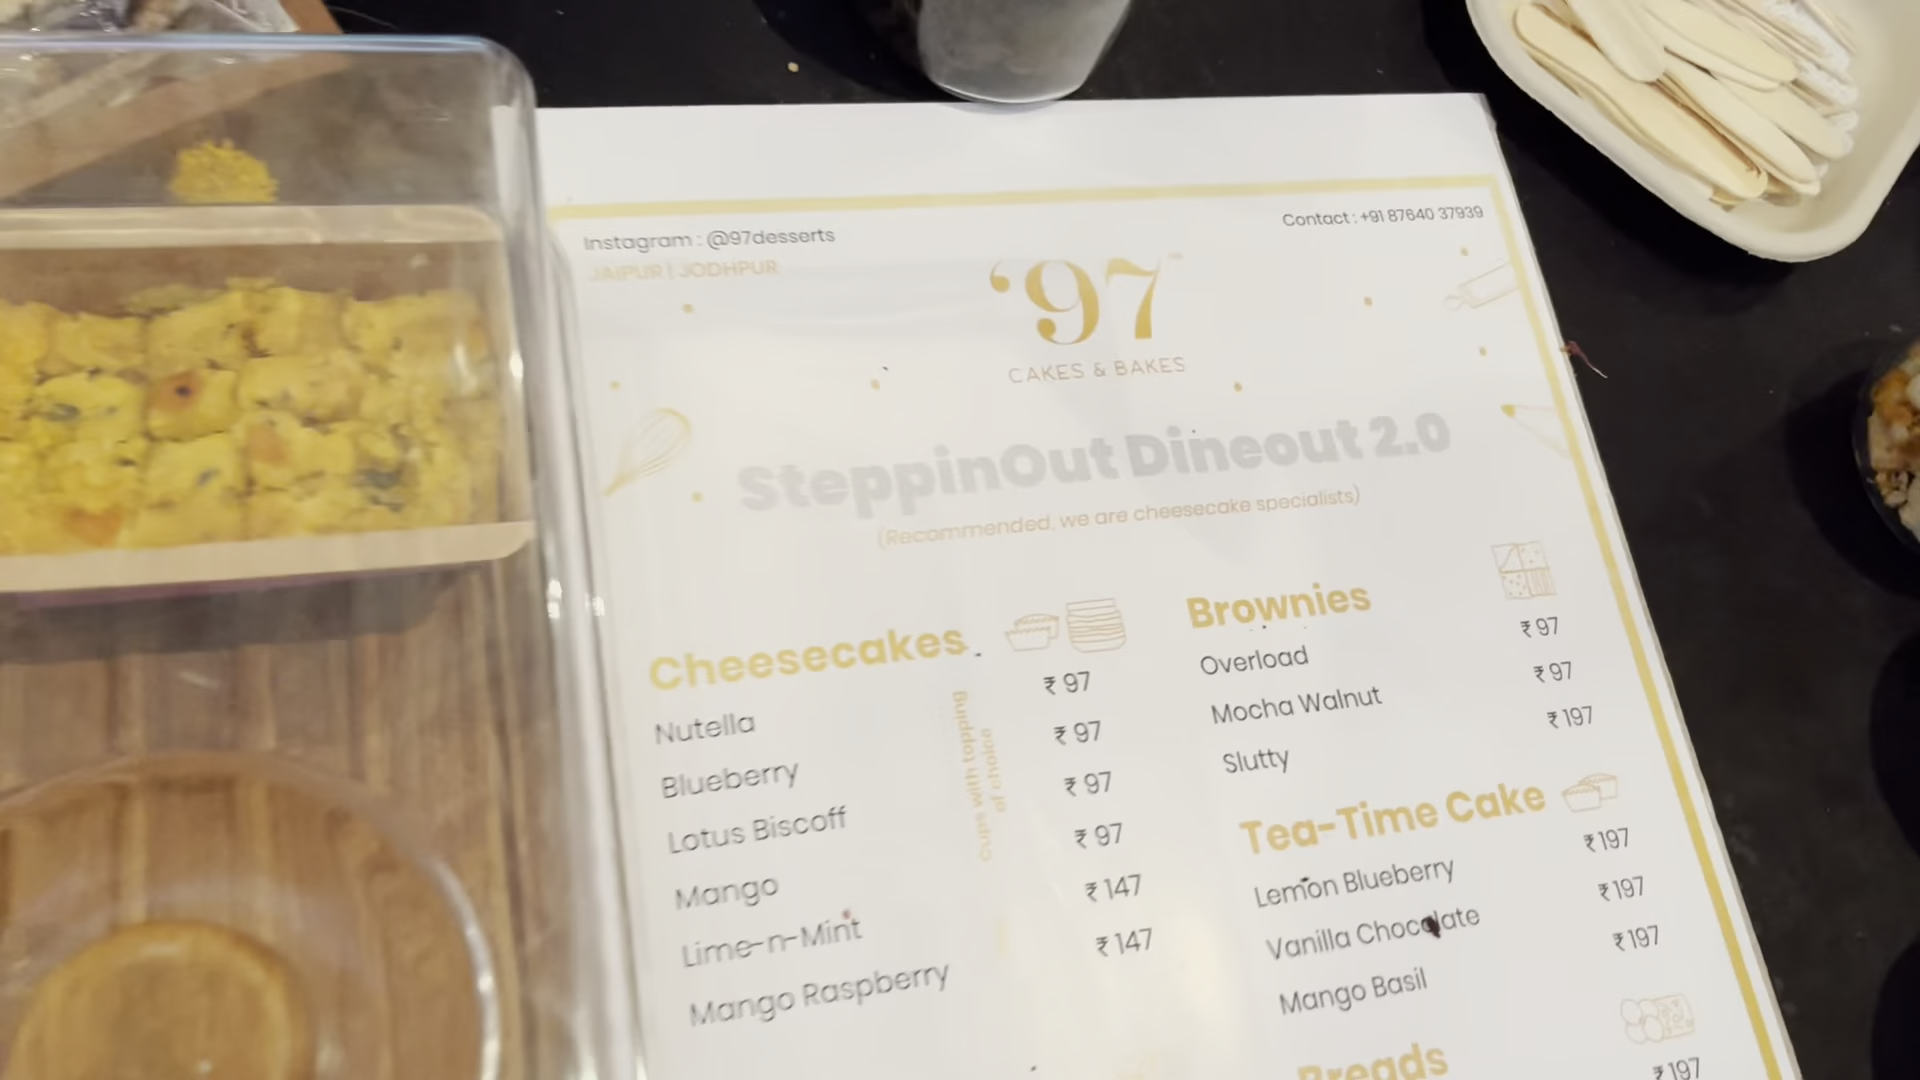 Instagram : @97desserts
Contact : +91 87640 37939
JAIPUR | JODHPUR
‘97
CAKES & BAKES
SteppinOut Dineout 2.0
(Recommended, we are cheesecake specialists)
Cheesecakes
Cups with topping
of choice
Nutella ₹ 97
Blueberry ₹ 97
Lotus Biscoff ₹ 97
Mango ₹ 97
Lime-n-Mint ₹ 147
Mango Raspberry ₹ 147
Brownies
Overload ₹ 97
Mocha Walnut ₹ 97
Slutty ₹ 197
Tea-Time Cake
Lemon Blueberry ₹ 197
Vanilla Chocolate ₹ 197
Mango Basil ₹ 197
Breads
₹ 197